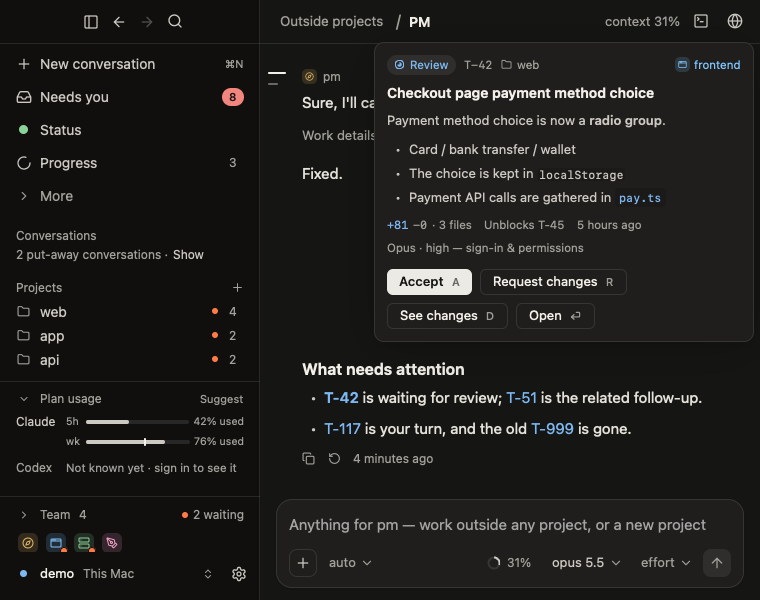 Outside projects / PM
context 31%
New conversation ⌘N
Needs you 8
Status
Progress 3
More
Conversations
2 put-away conversations · Show
Projects
web 4
app 2
api 2
Plan usage Suggest
Claude 5h 42% used
wk 76% used
Codex Not known yet · sign in to see it
Team 4 2 waiting
demo This Mac
pm
Sure, I'll
Work details
Fixed.
Review T-42 web frontend
Checkout page payment method choice
Payment method choice is now a radio group.
• Card / bank transfer / wallet
• The choice is kept in localStorage
• Payment API calls are gathered in pay.ts
+81 −0 · 3 files Unblocks T-45 5 hours ago
Opus · high — sign-in & permissions
Accept A Request changes R
See changes D Open ⏎
What needs attention
• T-42 is waiting for review; T-51 is the related follow-up.
• T-117 is your turn, and the old T-999 is gone.
4 minutes ago
Anything for pm — work outside any project, or a new project
auto 31% opus 5.5 effort